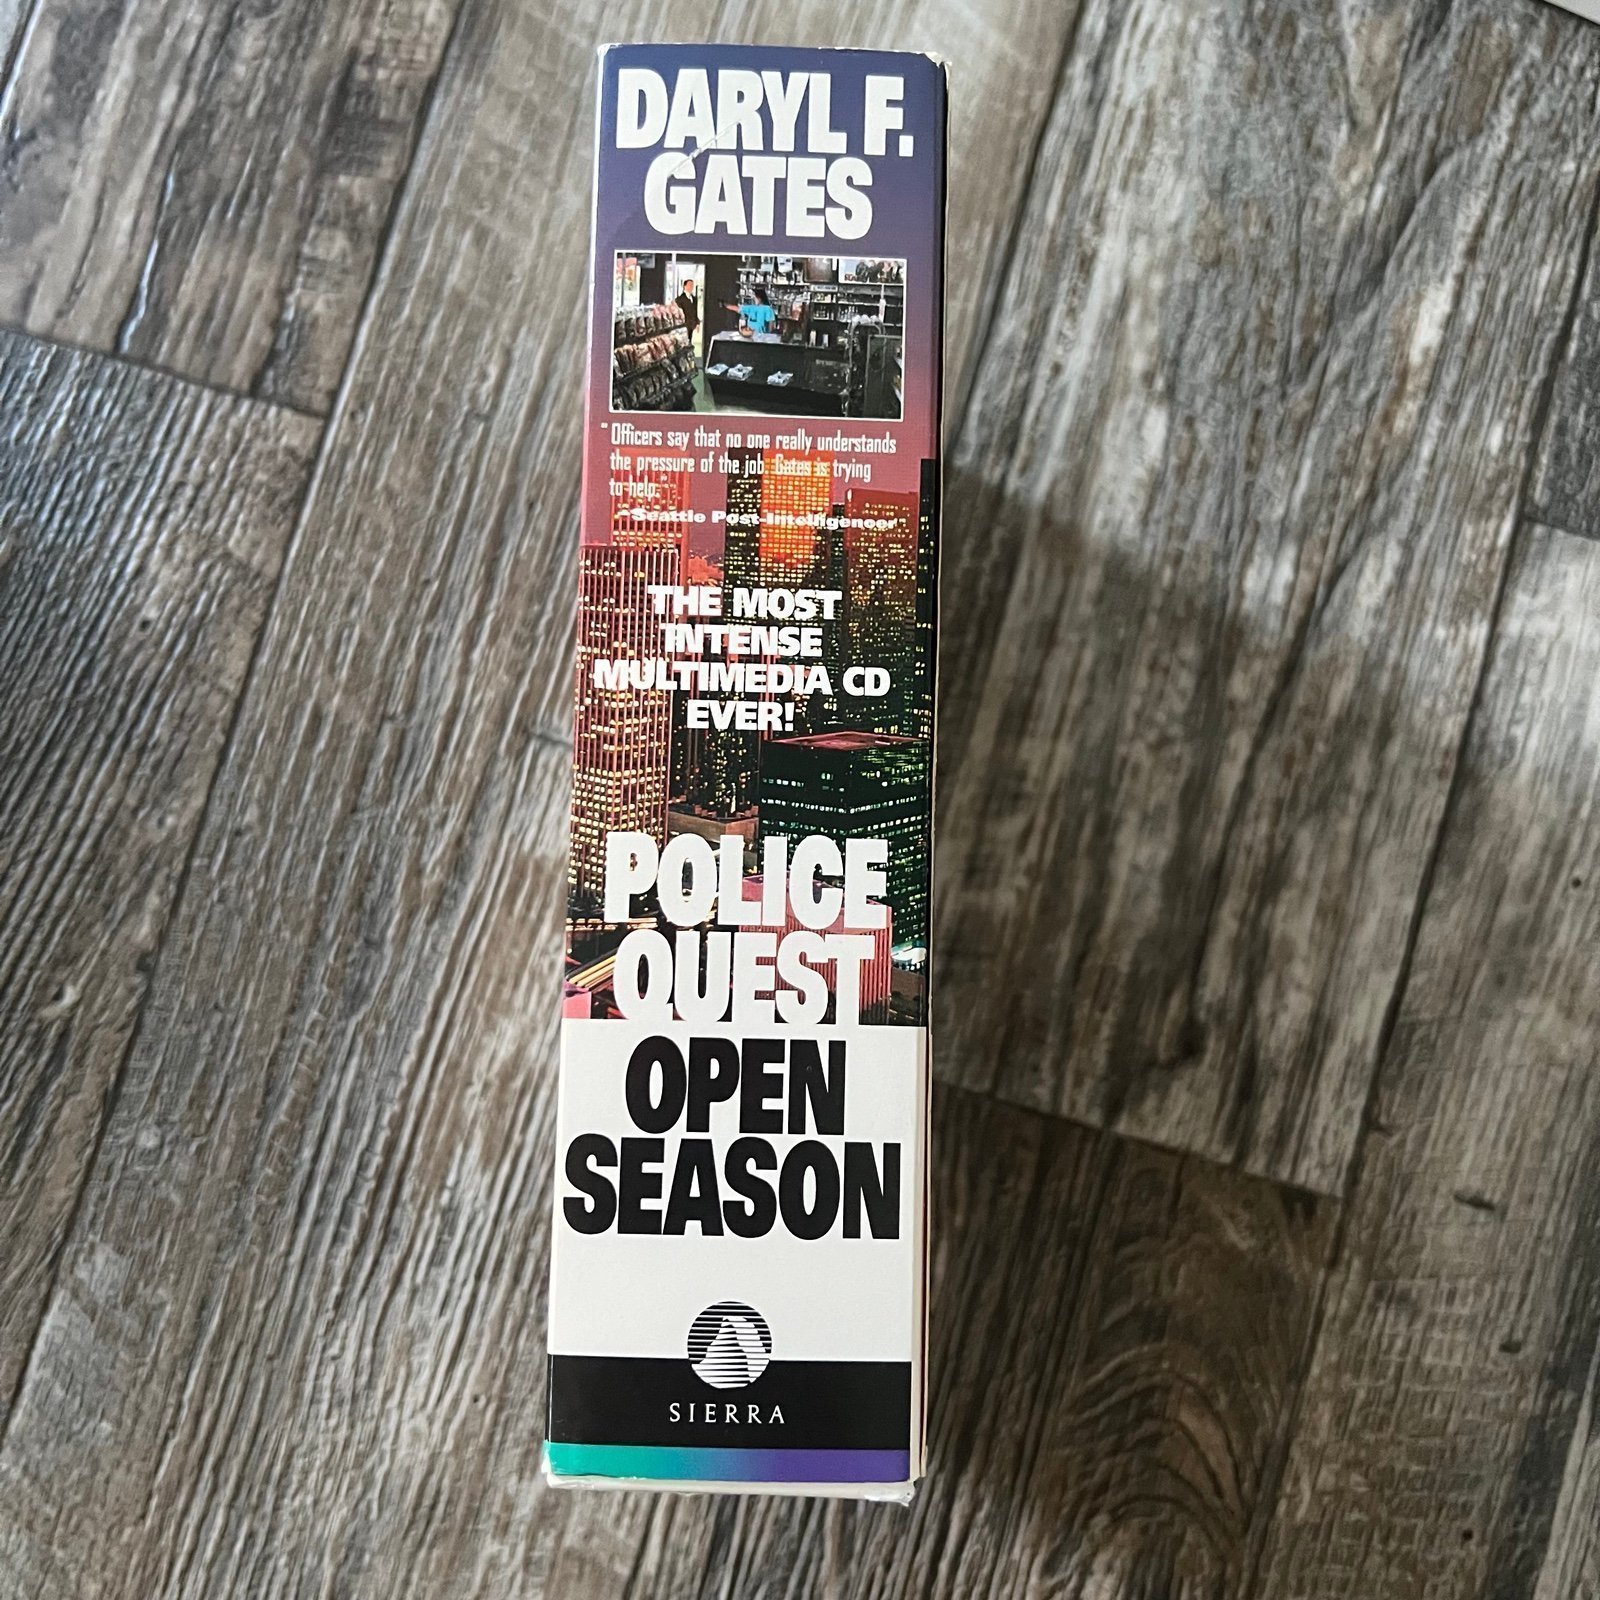 DARYL F.
GATES
"Officers say that no one really understands
the pressure of the job. Gates is trying
to help."
-Seattle Post-Intelligencer
THE MOST
INTENSE
MULTIMEDIA CD
EVER!
POLICE
QUEST
OPEN
SEASON
SIERRA